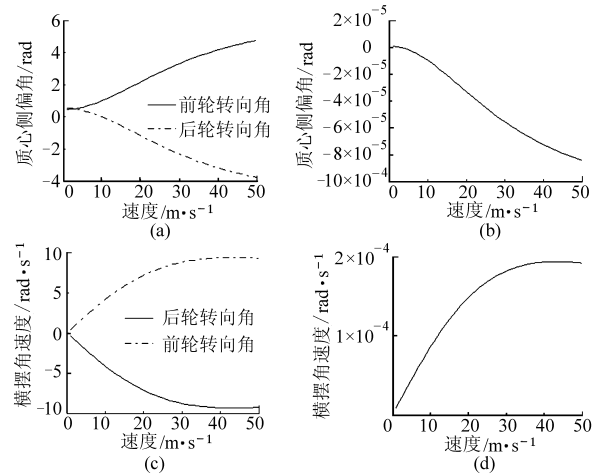 质心侧偏角/rad
6
4
2
0
−2
−4
前轮转向角
后轮转向角
0 10 20 30 40 50
速度/m·s⁻¹
(a)
质心侧偏角/rad
2×10⁻⁵
0
−2×10⁻⁵
−4×10⁻⁵
−6×10⁻⁵
−8×10⁻⁵
−10×10⁻⁴
0 10 20 30 40 50
速度/m·s⁻¹
(b)
横摆角速度/rad·s⁻¹
10
5
0
−5
−10
后轮转向角
前轮转向角
0 10 20 30 40 50
速度/m·s⁻¹
(c)
横摆角速度/rad·s⁻¹
2×10⁻⁴
1×10⁻⁴
0 10 20 30 40 50
速度/m·s⁻¹
(d)